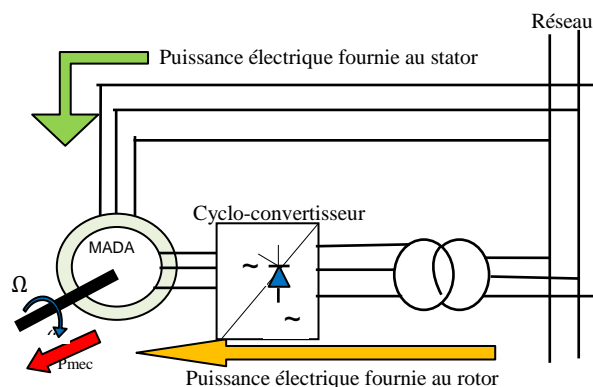 Réseau
Puissance électrique fournie au stator
Cyclo-convertisseur
MADA
~
~
Ω
Pmec
Puissance électrique fournie au rotor